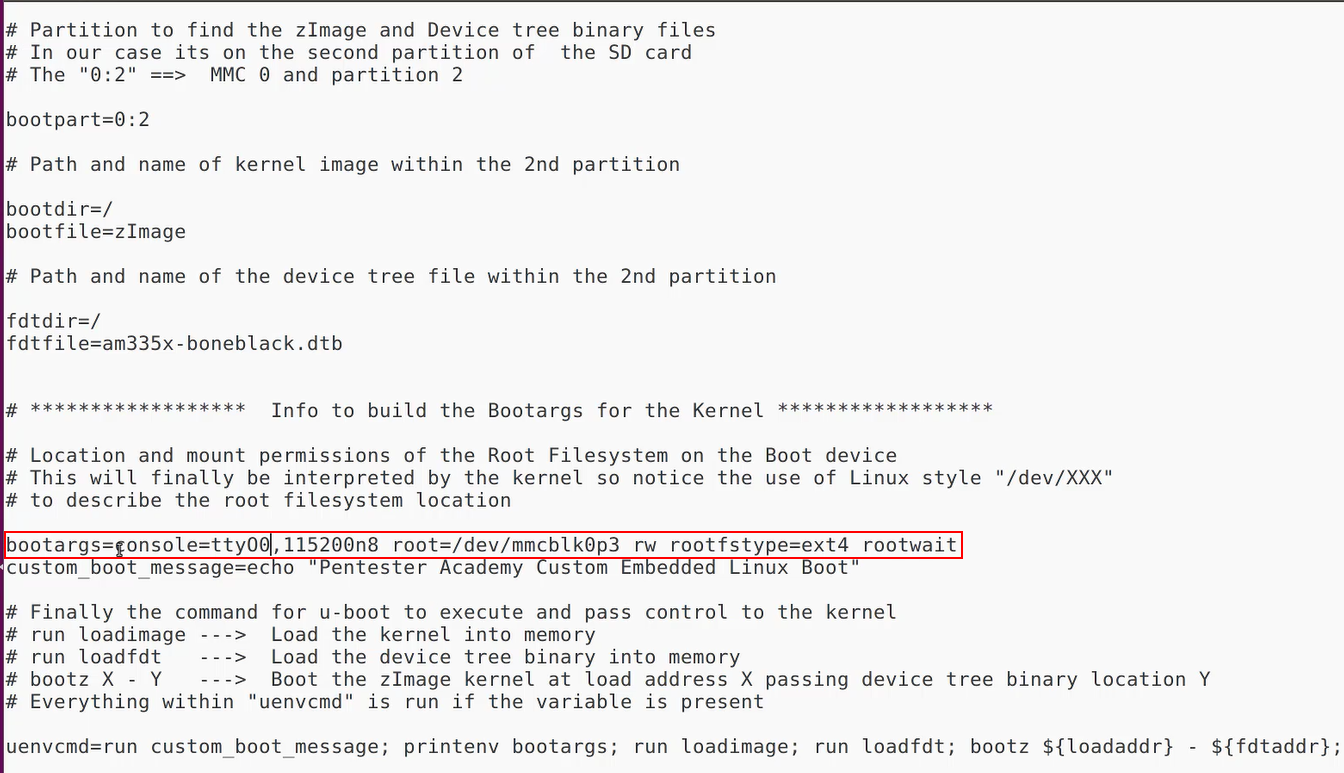 # Partition to find the zImage and Device tree binary files
# In our case its on the second partition of  the SD card
# The "0:2" ==>  MMC 0 and partition 2
bootpart=0:2
# Path and name of kernel image within the 2nd partition
bootdir=/
bootfile=zImage
# Path and name of the device tree file within the 2nd partition
fdtdir=/
fdtfile=am335x-boneblack.dtb
# ******************  Info to build the Bootargs for the Kernel ******************
# Location and mount permissions of the Root Filesystem on the Boot device
# This will finally be interpreted by the kernel so notice the use of Linux style "/dev/XXX"
# to describe the root filesystem location
bootargs=console=ttyO0,115200n8 root=/dev/mmcblk0p3 rw rootfstype=ext4 rootwait
custom_boot_message=echo "Pentester Academy Custom Embedded Linux Boot"
# Finally the command for u-boot to execute and pass control to the kernel
# run loadimage --->  Load the kernel into memory
# run loadfdt   --->  Load the device tree binary into memory
# bootz X - Y   --->  Boot the zImage kernel at load address X passing device tree binary location Y
# Everything within "uenvcmd" is run if the variable is present
uenvcmd=run custom_boot_message; printenv bootargs; run loadimage; run loadfdt; bootz ${loadaddr} - ${fdtaddr};